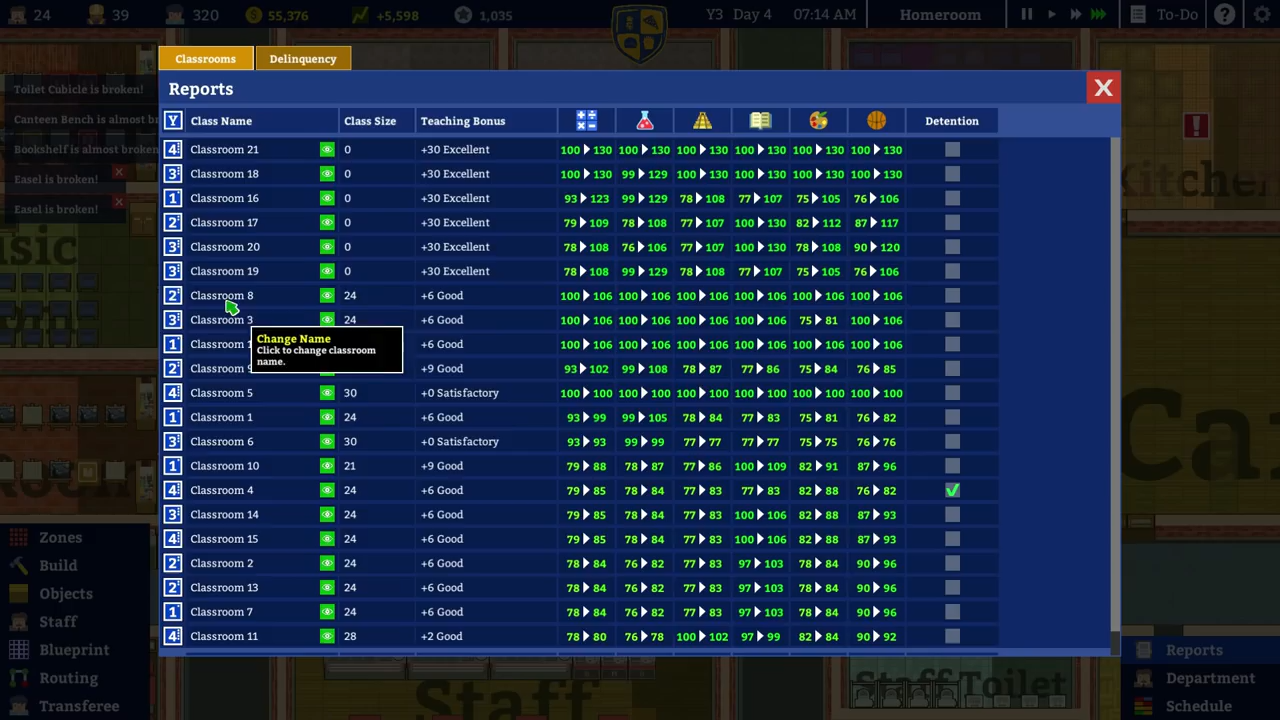 24 39 320 55,376 +5,598 1,035 Y3 Day 4 07:14 AM Homeroom To-Do ?
Classrooms Delinquency
Toilet Cubicle is broken!
Canteen Bench is almost b
Bookshelf is almost broken
Easel is broken!
Easel is broken!
Reports X
Y Class Name Class Size Teaching Bonus Detention
4 Classroom 21 0 +30 Excellent 100 130 100 130 100 130 100 130 100 130 100 130
3 Classroom 18 0 +30 Excellent 100 130 99 129 100 130 100 130 100 130 100 130
1 Classroom 16 0 +30 Excellent 93 123 99 129 78 108 77 107 75 105 76 106
2 Classroom 17 0 +30 Excellent 79 109 78 108 77 107 100 130 82 112 87 117
3 Classroom 20 0 +30 Excellent 78 108 76 106 77 107 100 130 78 108 90 120
3 Classroom 19 0 +30 Excellent 78 108 99 129 78 108 77 107 75 105 76 106
2 Classroom 8 24 +6 Good 100 106 100 106 100 106 100 106 100 106 100 106
3 Classroom 3 24 +6 Good 100 106 100 106 100 106 100 106 75 81 100 106
1 Classroom 1 +6 Good 100 106 100 106 100 106 100 106 100 106 100 106
2 Classroom 9 +9 Good 93 102 99 108 78 87 77 86 75 84 76 85
4 Classroom 5 30 +0 Satisfactory 100 100 100 100 100 100 100 100 100 100 100 100
1 Classroom 1 24 +6 Good 93 99 99 105 78 84 77 83 75 81 76 82
3 Classroom 6 30 +0 Satisfactory 93 93 99 99 77 77 77 77 75 75 76 76
1 Classroom 10 21 +9 Good 79 88 78 87 77 86 100 109 82 91 87 96
4 Classroom 4 24 +6 Good 79 85 78 84 77 83 77 83 82 88 76 82
3 Classroom 14 24 +6 Good 79 85 78 84 77 83 100 106 82 88 87 93
4 Classroom 15 24 +6 Good 79 85 78 84 77 83 100 106 82 88 87 93
2 Classroom 2 24 +6 Good 78 84 76 82 77 83 97 103 78 84 90 96
2 Classroom 13 24 +6 Good 78 84 76 82 77 83 97 103 78 84 90 96
1 Classroom 7 24 +6 Good 78 84 76 82 77 83 97 103 78 84 90 96
4 Classroom 11 28 +2 Good 78 80 76 78 100 102 97 99 82 84 90 92
Change Name
Click to change classroom
name.
Kitchen
Staff
Staff Toilet
Zones
Build
Objects
Staff
Blueprint
Routing
Transferee
Reports
Department
Schedule